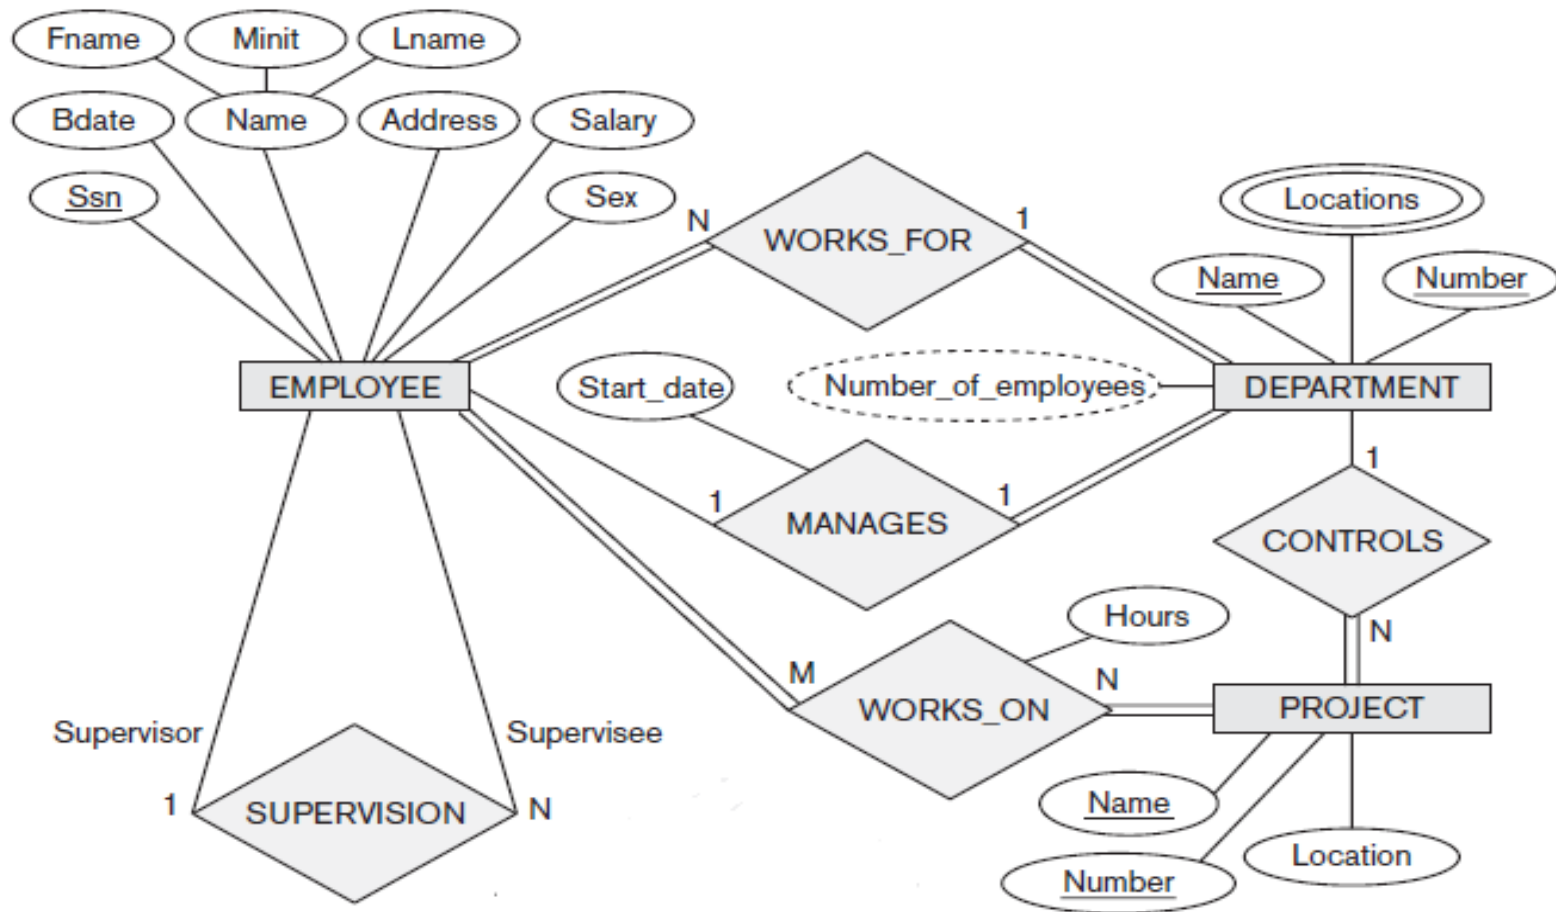 Fname
Minit
Lname
Bdate
Name
Address
Salary
Ssn
Sex
N
WORKS_FOR
1
Locations
Name
Number
EMPLOYEE
Start_date
Number_of_employees
DEPARTMENT
1
MANAGES
1
1
CONTROLS
N
Hours
M
WORKS_ON
N
PROJECT
Supervisor
Supervisee
1
SUPERVISION
N
Name
Number
Location